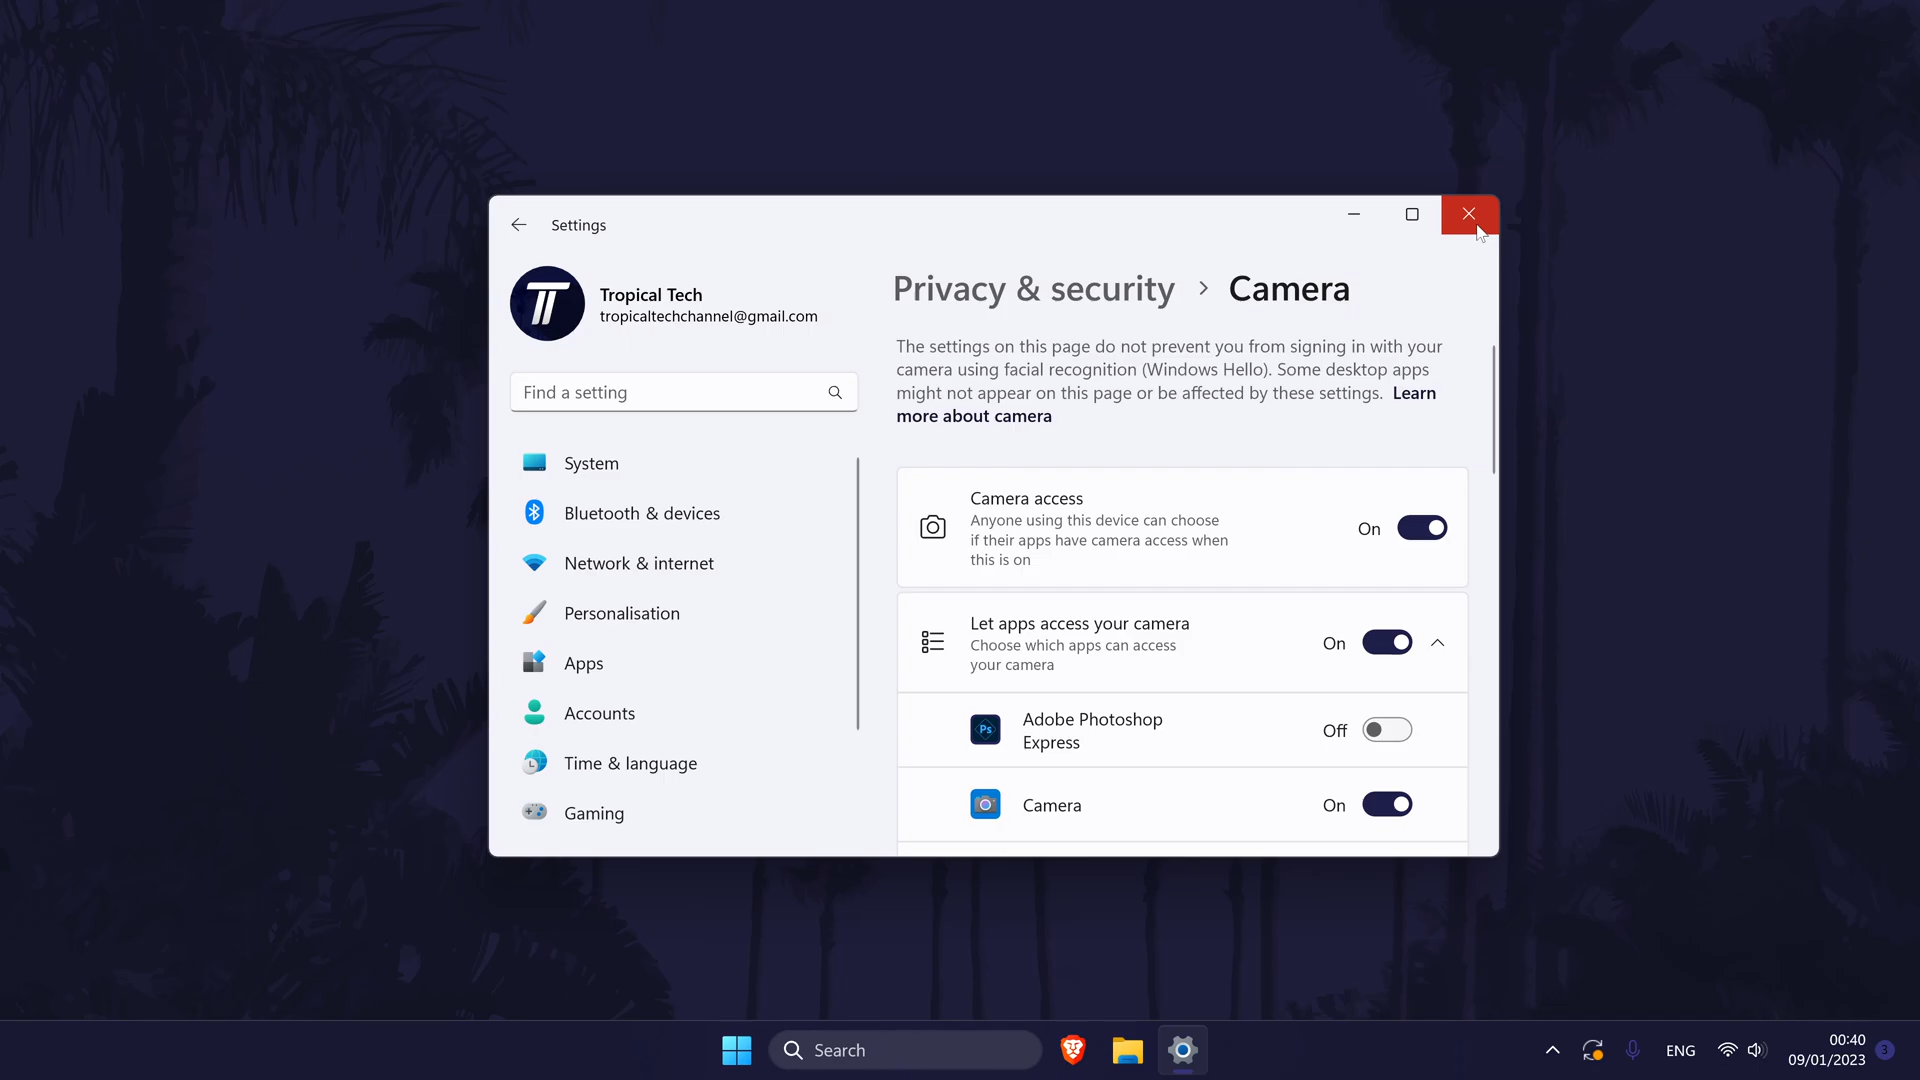 Settings
Tropical Tech
tropicaltechchannel@gmail.com
Find a setting
System
Bluetooth & devices
Network & internet
Personalisation
Apps
Accounts
Time & language
Gaming
Privacy & security > Camera
The settings on this page do not prevent you from signing in with your
camera using facial recognition (Windows Hello). Some desktop apps
might not appear on this page or be affected by these settings. Learn
more about camera
Camera access
Anyone using this device can choose
if their apps have camera access when
this is on
On
Let apps access your camera
Choose which apps can access
your camera
On
Ps
Adobe Photoshop
Express
Off
Camera
On
Search
ENG
00:40
09/01/2023
3